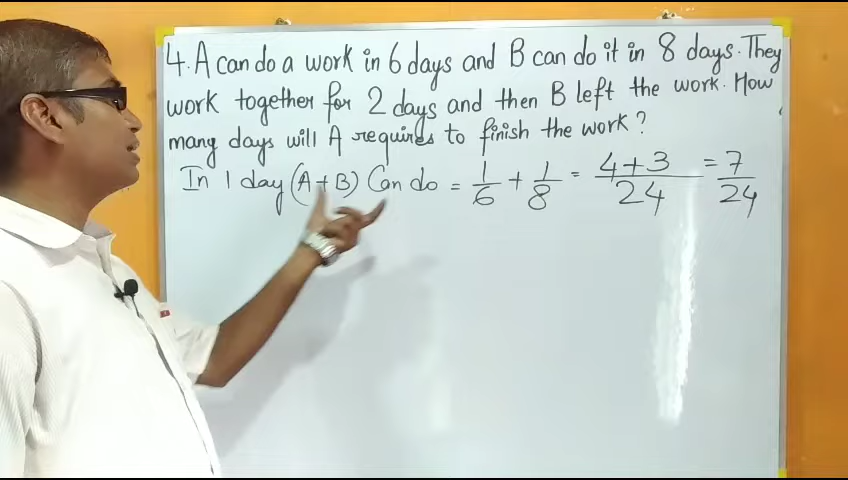 4. A can do a work in 6 days and B can do it in 8 days. They
work together for 2 days and then B left the work. How
many days will A requires to finish the work?
In 1 day (A+B) Can do = 1/6 + 1/8 = 4+3/24 = 7/24